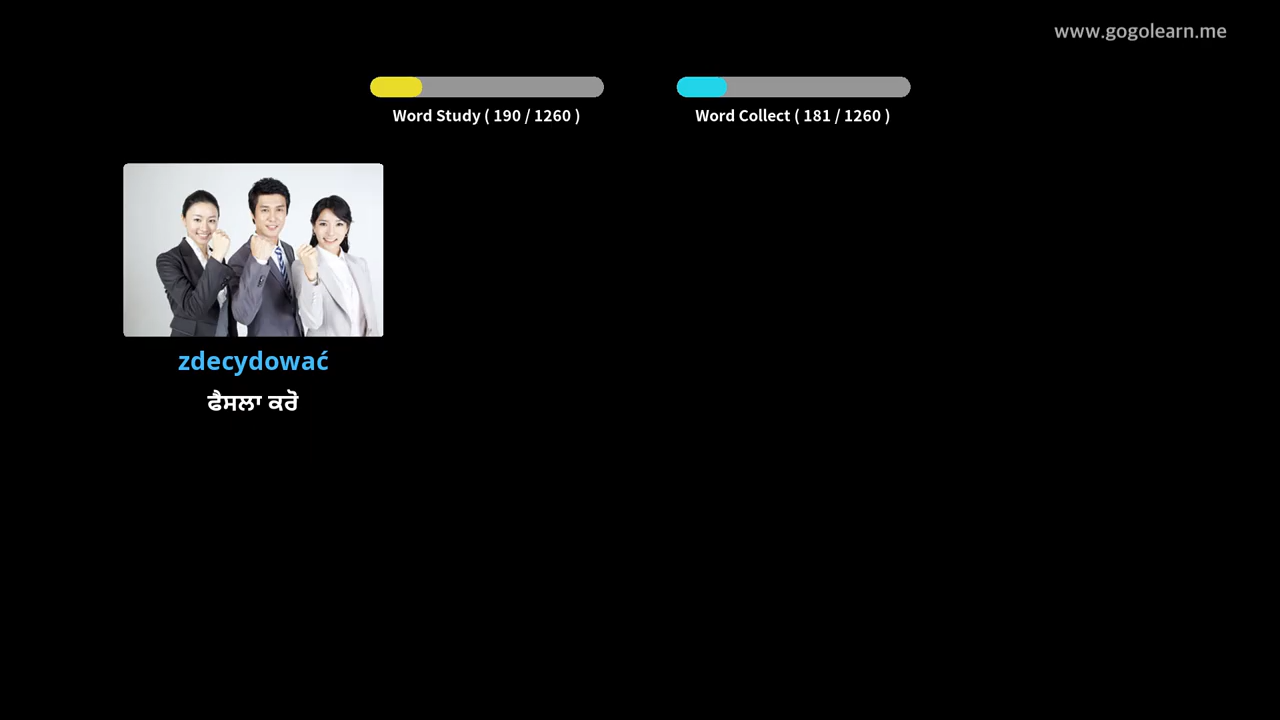 www.gogolearn.me
Word Study ( 190 / 1260 )
Word Collect ( 181 / 1260 )
zdecydować
ਫੈਸਲਾ ਕਰੋ